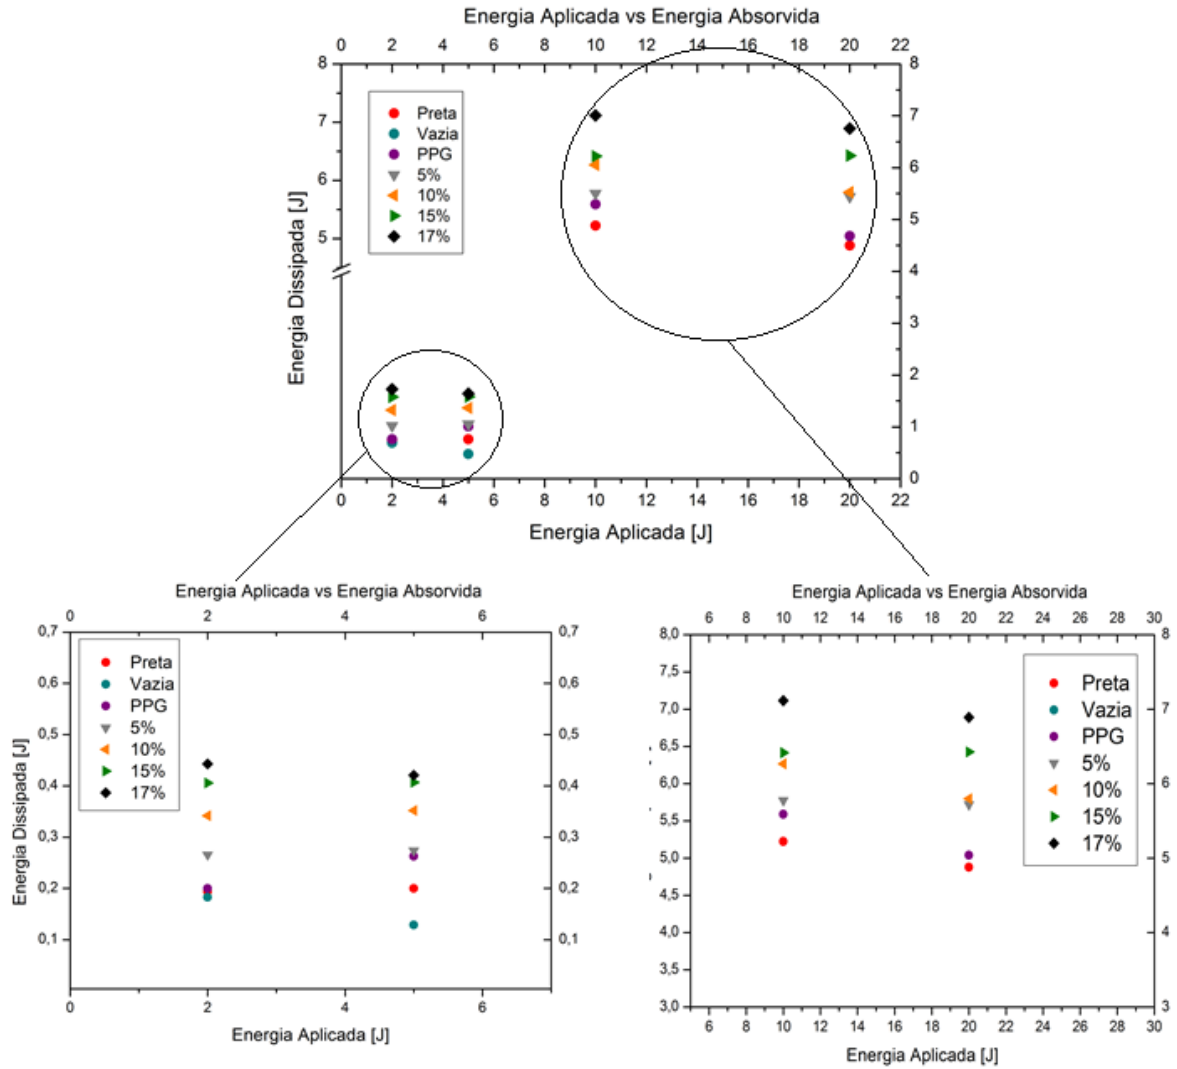 Energia Aplicada vs Energia Absorvida
0 2 4 6 8 10 12 14 16 18 20 22
8
7
6
5
Energia Dissipada [J]
Preta
Vazia
PPG
5%
10%
15%
17%
8
7
6
5
4
3
2
1
0
0 2 4 6 8 10 12 14 16 18 20 22
Energia Aplicada [J]
Energia Aplicada vs Energia Absorvida
0 2 4 6
0,7
0,6
0,5
0,4
0,3
0,2
0,1
Energia Dissipada [J]
Preta
Vazia
PPG
5%
10%
15%
17%
0,7
0,6
0,5
0,4
0,3
0,2
0,1
0 2 4 6
Energia Aplicada [J]
Energia Aplicada vs Energia Absorvida
6 8 10 12 14 16 18 20 22 24 26 28 30
8,0
7,5
7,0
6,5
6,0
5,5
5,0
4,5
4,0
3,5
3,0
Preta
Vazia
PPG
5%
10%
15%
17%
8
7
6
5
4
3
6 8 10 12 14 16 18 20 22 24 26 28 30
Energia Aplicada [J]